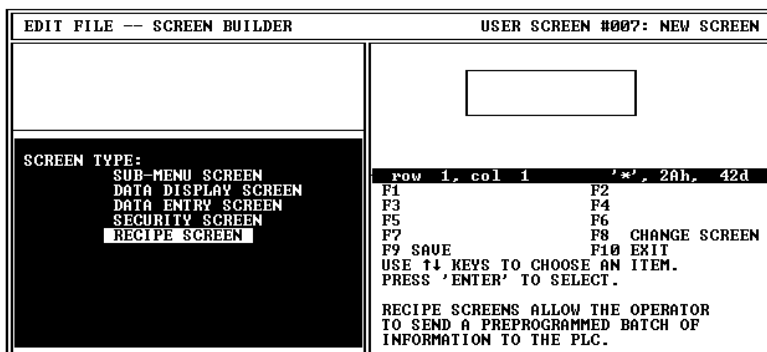 EDIT FILE -- SCREEN BUILDER
USER SCREEN #007: NEW SCREEN
SCREEN TYPE:
SUB-MENU SCREEN
DATA DISPLAY SCREEN
DATA ENTRY SCREEN
SECURITY SCREEN
RECIPE SCREEN
row 1, col 1 '*', 2Ah, 42d
F1 F2
F3 F4
F5 F6
F7 F8 CHANGE SCREEN
F9 SAVE F10 EXIT
USE ↑↓ KEYS TO CHOOSE AN ITEM.
PRESS 'ENTER' TO SELECT.
RECIPE SCREENS ALLOW THE OPERATOR
TO SEND A PREPROGRAMMED BATCH OF
INFORMATION TO THE PLC.